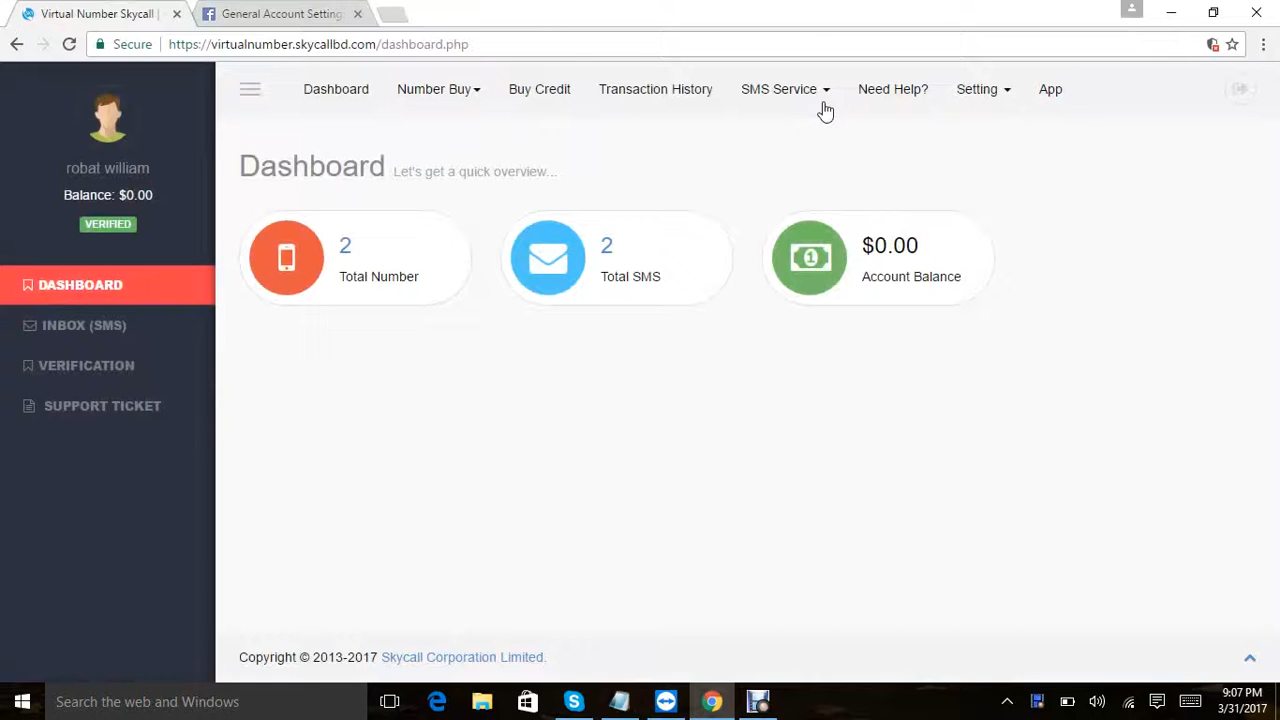 Virtual Number Skycall |
General Account Setting
Secure https://virtualnumber.skycallbd.com/dashboard.php
Dashboard Number Buy Buy Credit Transaction History SMS Service Need Help? Setting App
robat william
Balance: $0.00
VERIFIED
DASHBOARD
INBOX (SMS)
VERIFICATION
SUPPORT TICKET
Dashboard Let's get a quick overview...
2
Total Number
2
Total SMS
1
$0.00
Account Balance
Copyright © 2013-2017 Skycall Corporation Limited.
Search the web and Windows
9:07 PM
3/31/2017